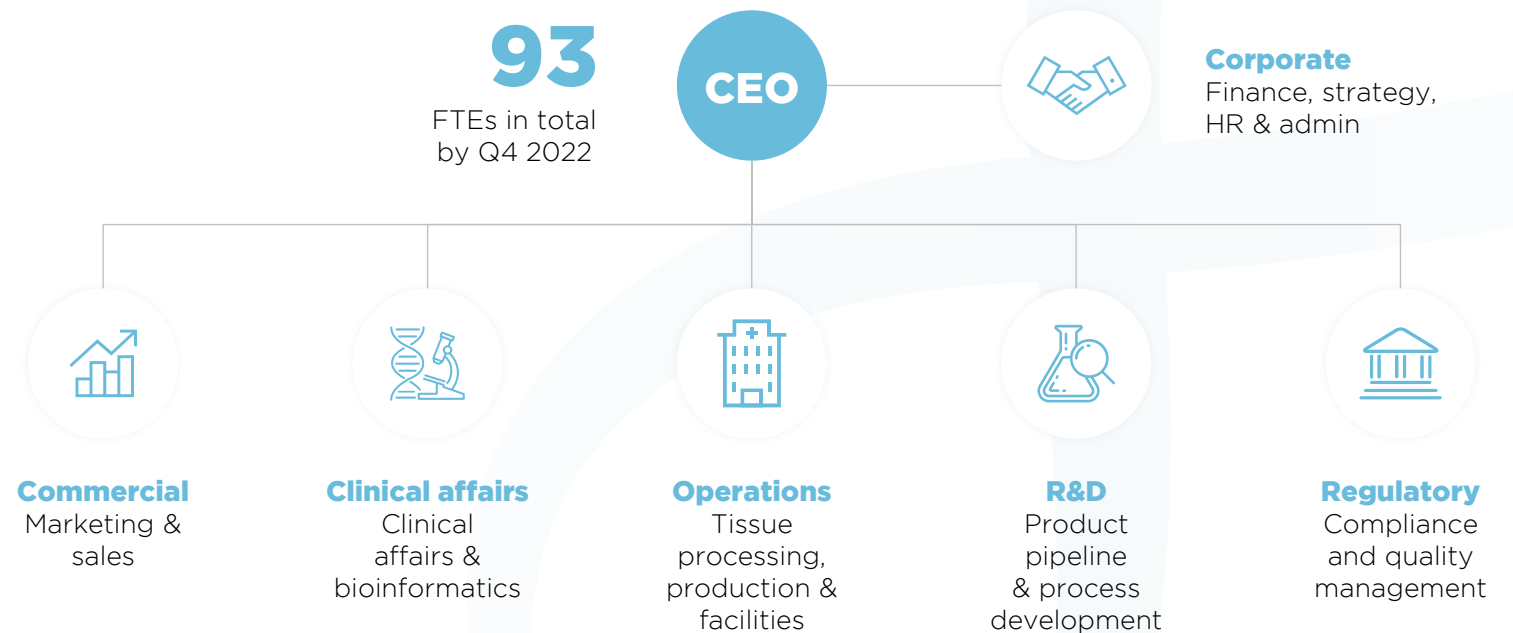 93
FTEs in total
by Q4 2022
CEO
Corporate
Finance, strategy,
HR & admin
Commercial
Marketing &
sales
Clinical affairs
Clinical
affairs &
bioinformatics
Operations
Tissue
processing,
production &
facilities
R&D
Product
pipeline
& process
development
Regulatory
Compliance
and quality
management